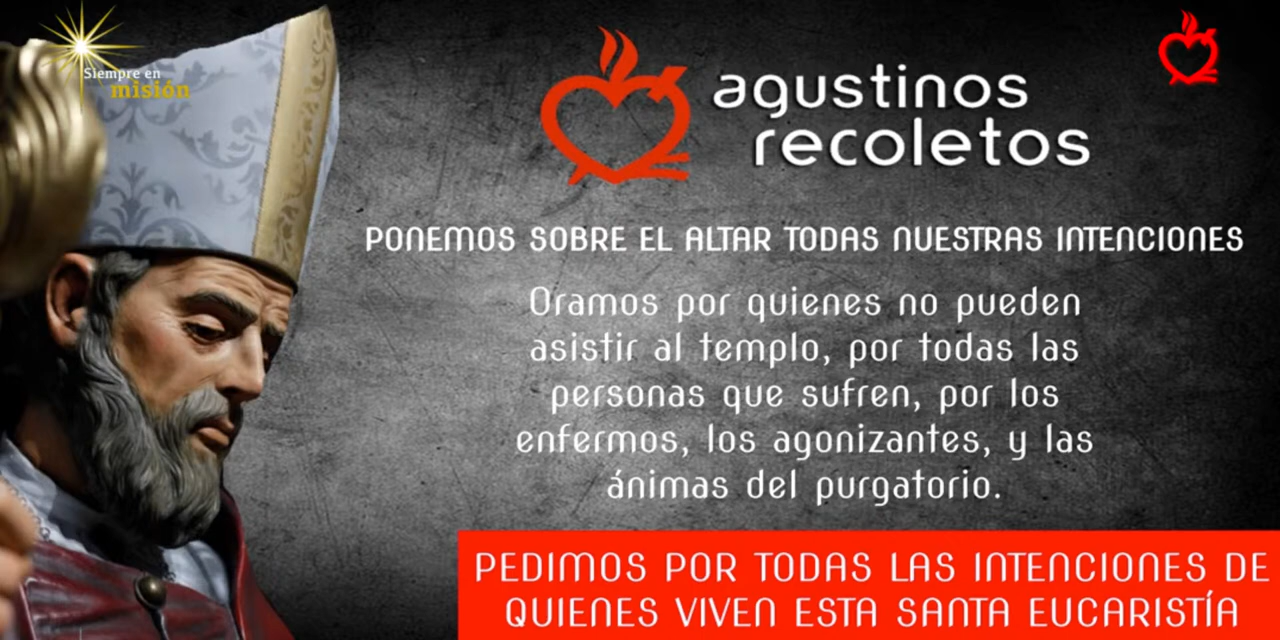 Siempre en
misión
agustinos
recoletos
PONEMOS SOBRE EL ALTAR TODAS NUESTRAS INTENCIONES
Oramos por quienes no pueden
asistir al templo, por todas las
personas que sufren, por los
enfermos, los agonizantes, y las
ánimas del purgatorio.
PEDIMOS POR TODAS LAS INTENCIONES DE
QUIENES VIVEN ESTA SANTA EUCARISTÍA